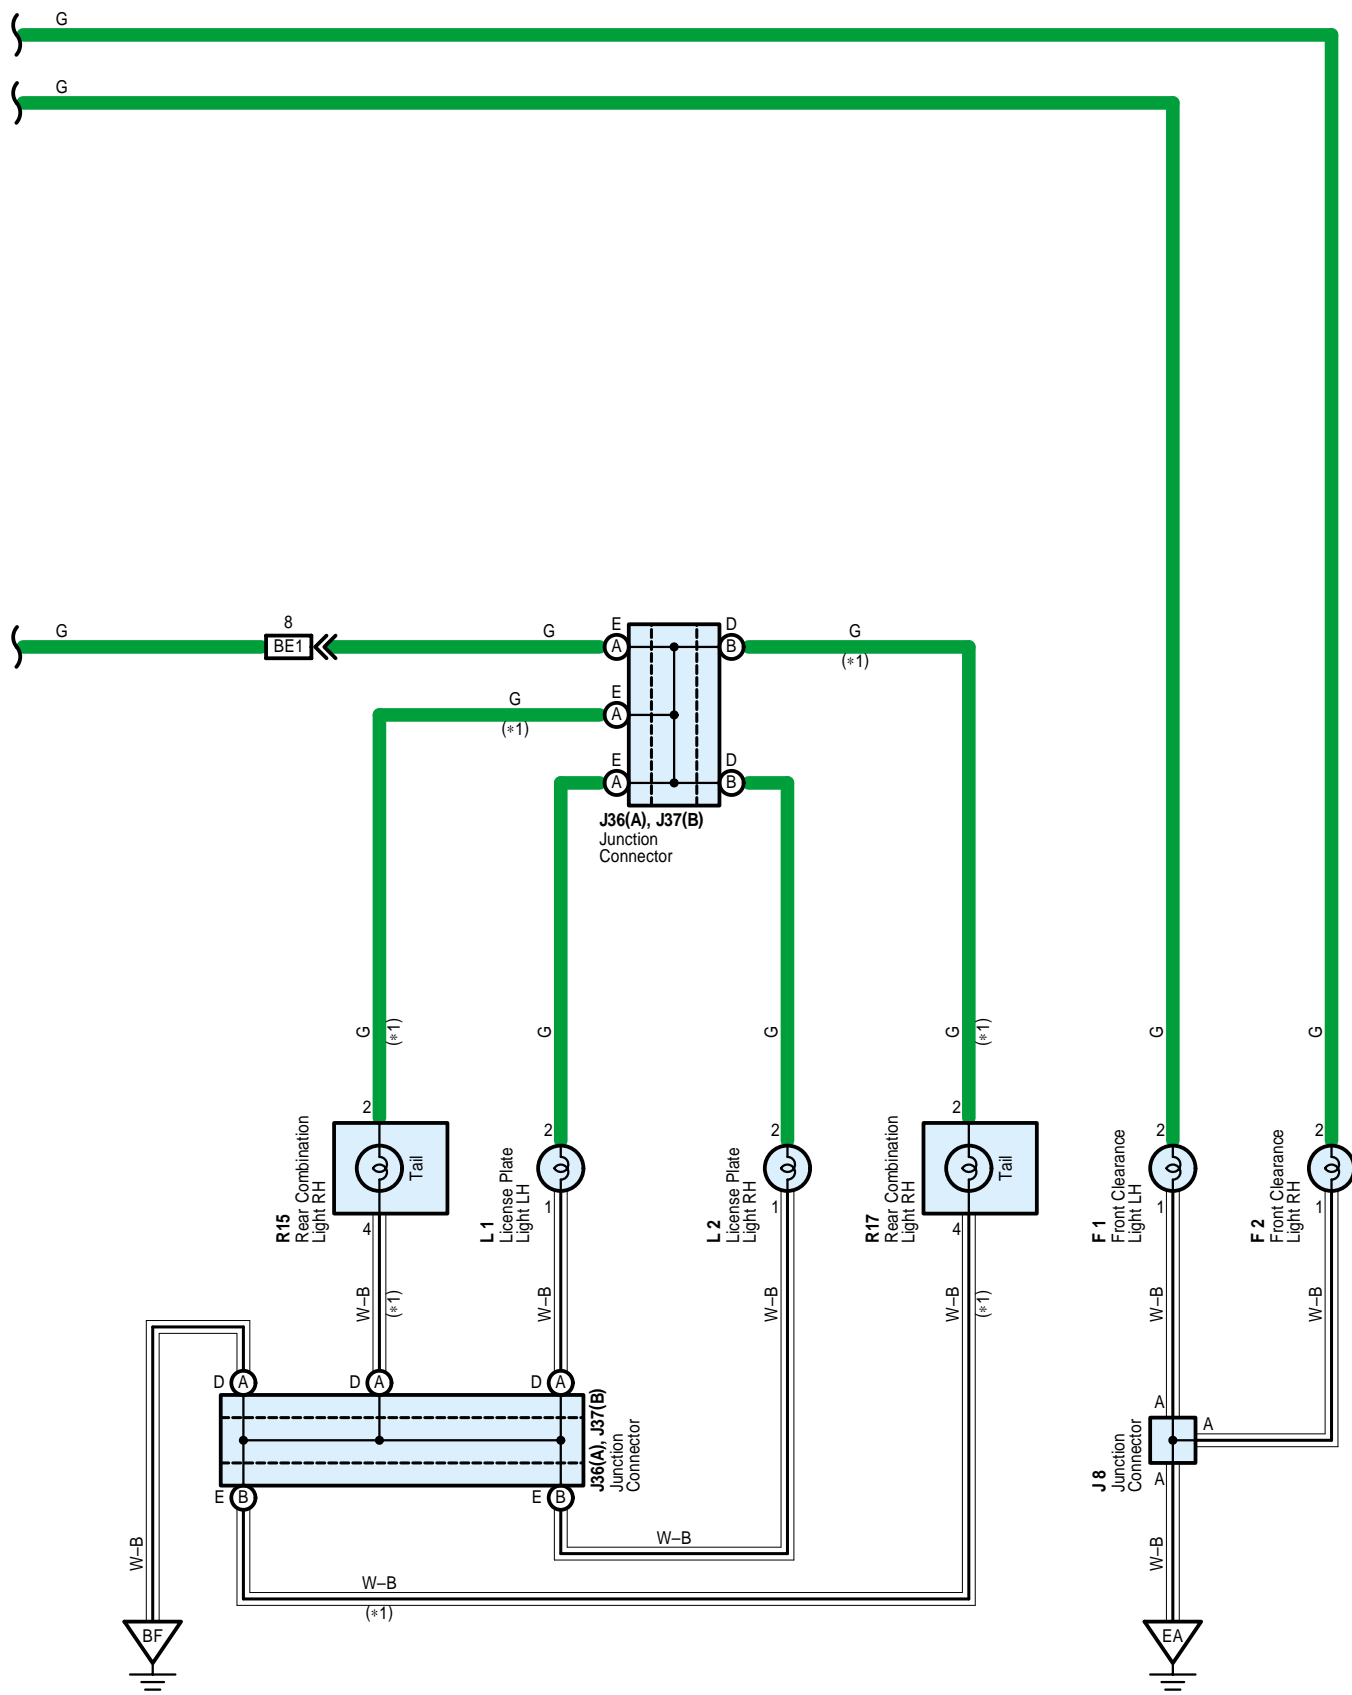 G
G
G
8
BE1
G
E
A
D
B
G
(*1)
G
(*1)
E
A
E
A
D
B
J36(A), J37(B)
Junction
Connector
G
(*1)
G
G
G
(*1)
G
G
2
2
2
2
2
2
R15
Rear Combination
Light RH
Tail
L 1
License Plate
Light LH
L 2
License Plate
Light RH
R17
Rear Combination
Light RH
Tail
F 1
Front Clearance
Light LH
F 2
Front Clearance
Light RH
4
1
1
4
1
1
W–B
(*1)
W–B
W–B
W–B
(*1)
W–B
W–B
D
A
D
A
D
A
J36(A), J37(B)
Junction
Connector
A
A
A
J 8
Junction
Connector
E
B
E
B
W–B
W–B
W–B
(*1)
W–B
BF
EA